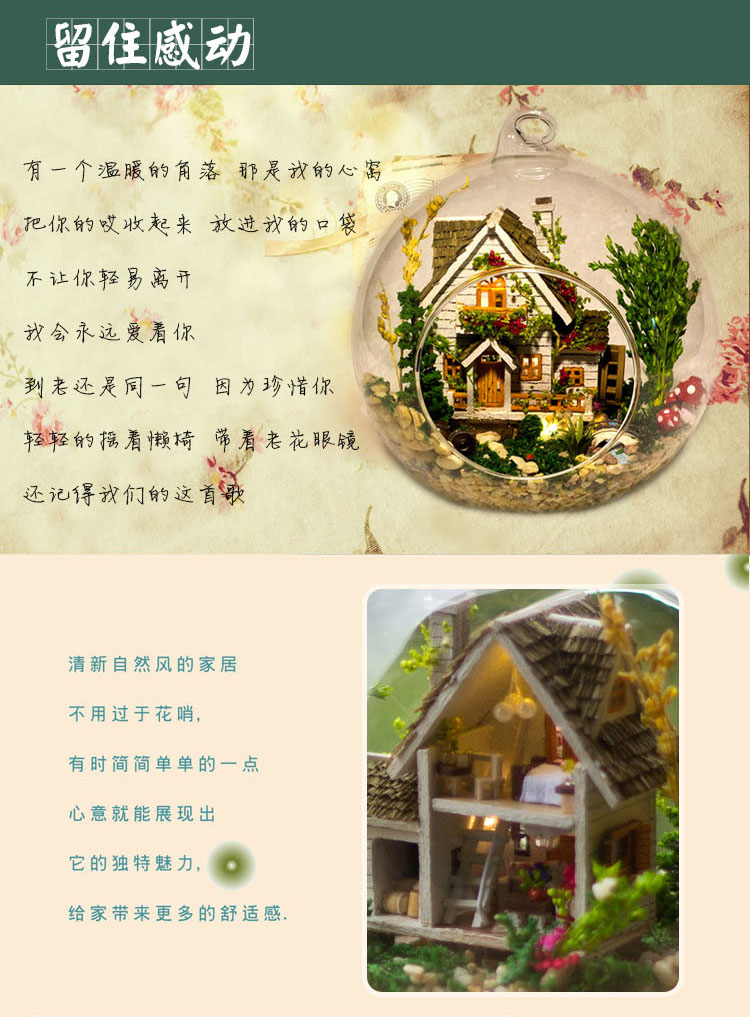 留住感动
有一个温暖的角落 那是我的心窝
把你的哎收起来 放进我的口袋
不让你轻易离开
我会永远爱着你
到老还是同一句 因为珍惜你
轻轻的摇着懒椅 带着老花眼镜
还记得我们的这首歌
清新自然风的家居
不用过于花哨,
有时简简单单的一点
心意就能展现出
它的独特魅力,
给家带来更多的舒适感.